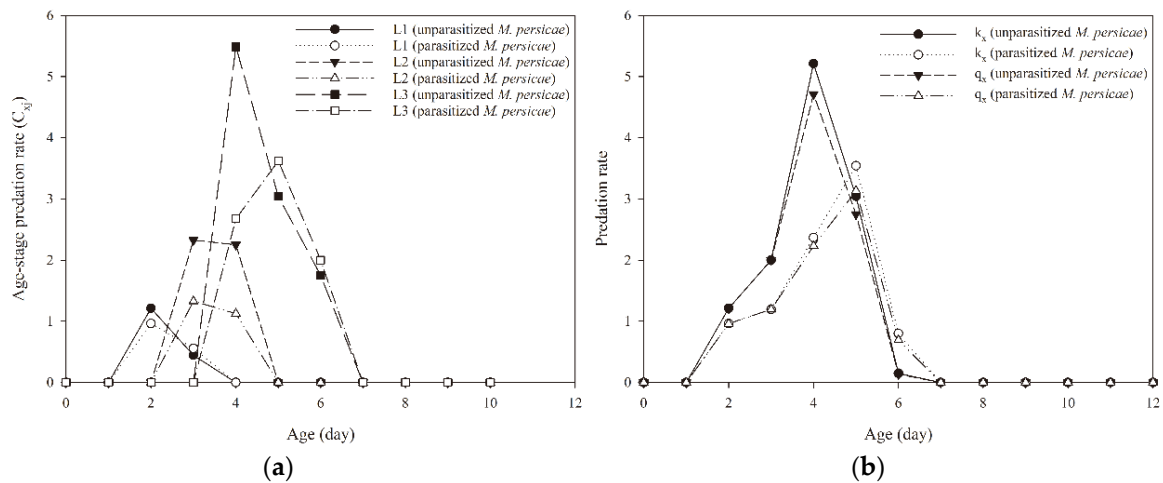 6
5
4
3
2
1
0
Age-stage predation rate (Cxj)
L1 (unparasitized M. persicae)
L1 (parasitized M. persicae)
L2 (unparasitized M. persicae)
L2 (parasitized M. persicae)
L3 (unparasitized M. persicae)
L3 (parasitized M. persicae)
0 2 4 6 8 10 12
Age (day)
(a)
6
5
4
3
2
1
0
Predation rate
kx (unparasitized M. persicae)
kx (parasitized M. persicae)
qx (unparasitized M. persicae)
qx (parasitized M. persicae)
0 2 4 6 8 10 12
Age (day)
(b)